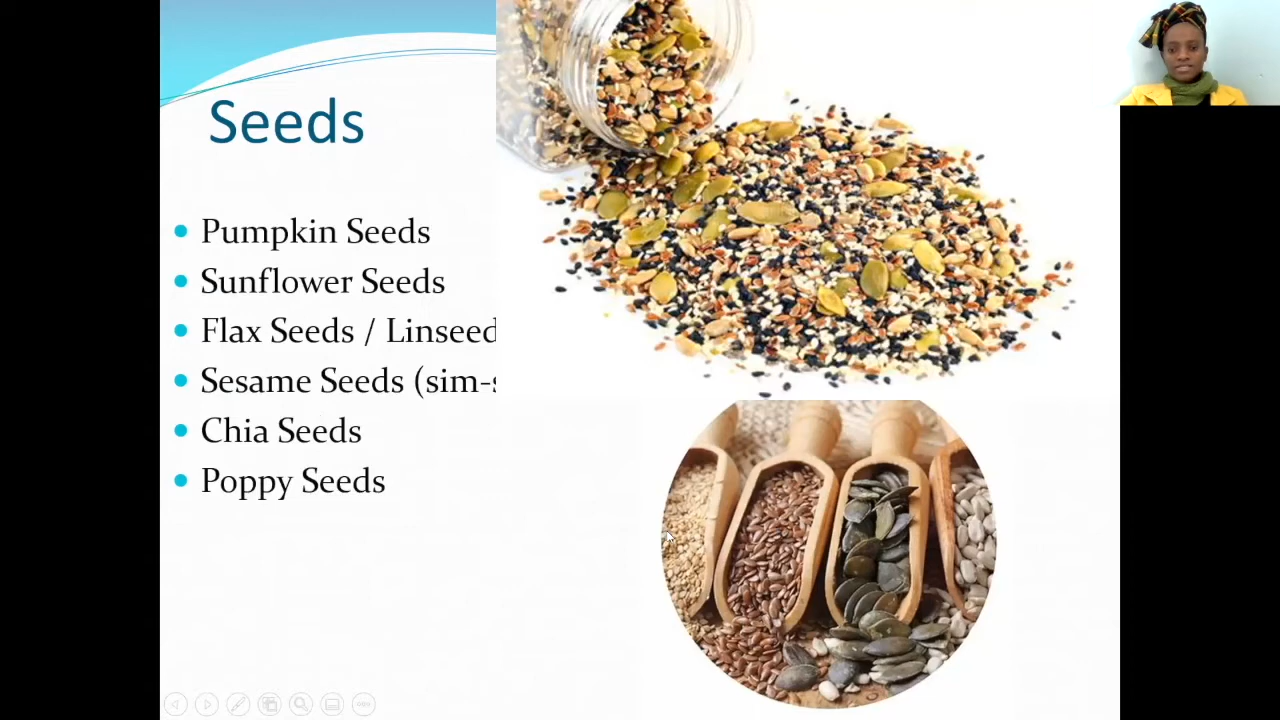 Seeds
Pumpkin Seeds
Sunflower Seeds
Flax Seeds / Linseed
Sesame Seeds (sim-s
Chia Seeds
Poppy Seeds